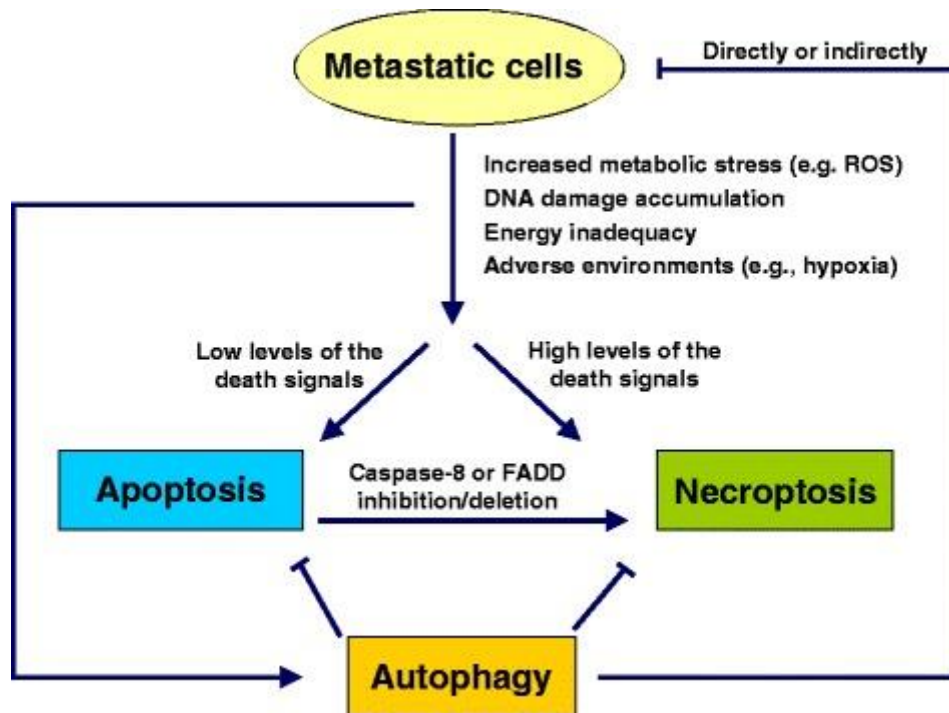 Metastatic cells
Directly or indirectly
Increased metabolic stress (e.g. ROS)
DNA damage accumulation
Energy inadequacy
Adverse environments (e.g., hypoxia)
Low levels of the
death signals
High levels of the
death signals
Apoptosis
Caspase-8 or FADD
inhibition/deletion
Necroptosis
Autophagy